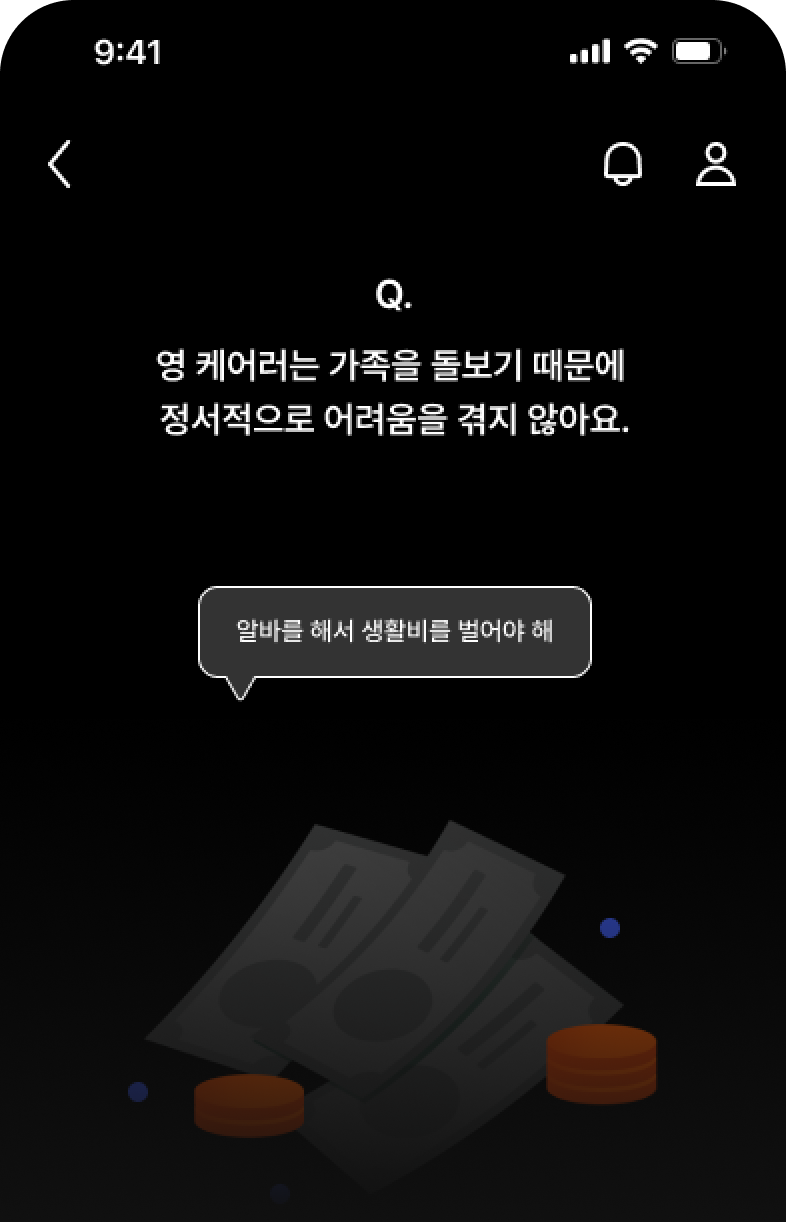 9:41
Q.
영 케어러는 가족을 돌보기 때문에
정서적으로 어려움을 겪지 않아요.
알바를 해서 생활비를 벌어야 해